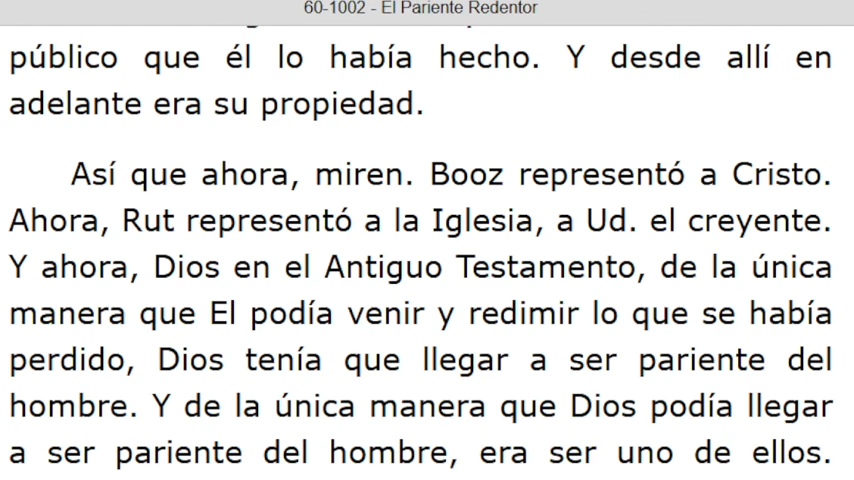 60-1002 - El Pariente Redentor
público que él lo había hecho. Y desde allí en
adelante era su propiedad.
Así que ahora, miren. Booz representó a Cristo.
Ahora, Rut representó a la Iglesia, a Ud. el creyente.
Y ahora, Dios en el Antiguo Testamento, de la única
manera que El podía venir y redimir lo que se había
perdido, Dios tenía que llegar a ser pariente del
hombre. Y de la única manera que Dios podía llegar
a ser pariente del hombre, era ser uno de ellos.